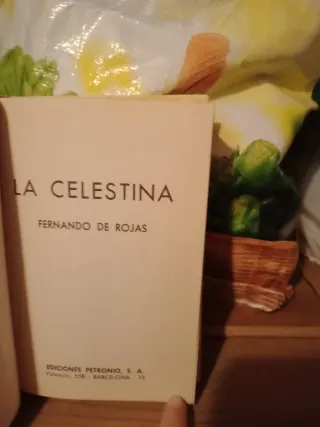 LA CELESTINA
FERNANDO DE ROJAS
EDICIONES PETRONIO, S. A.
BARCELONA